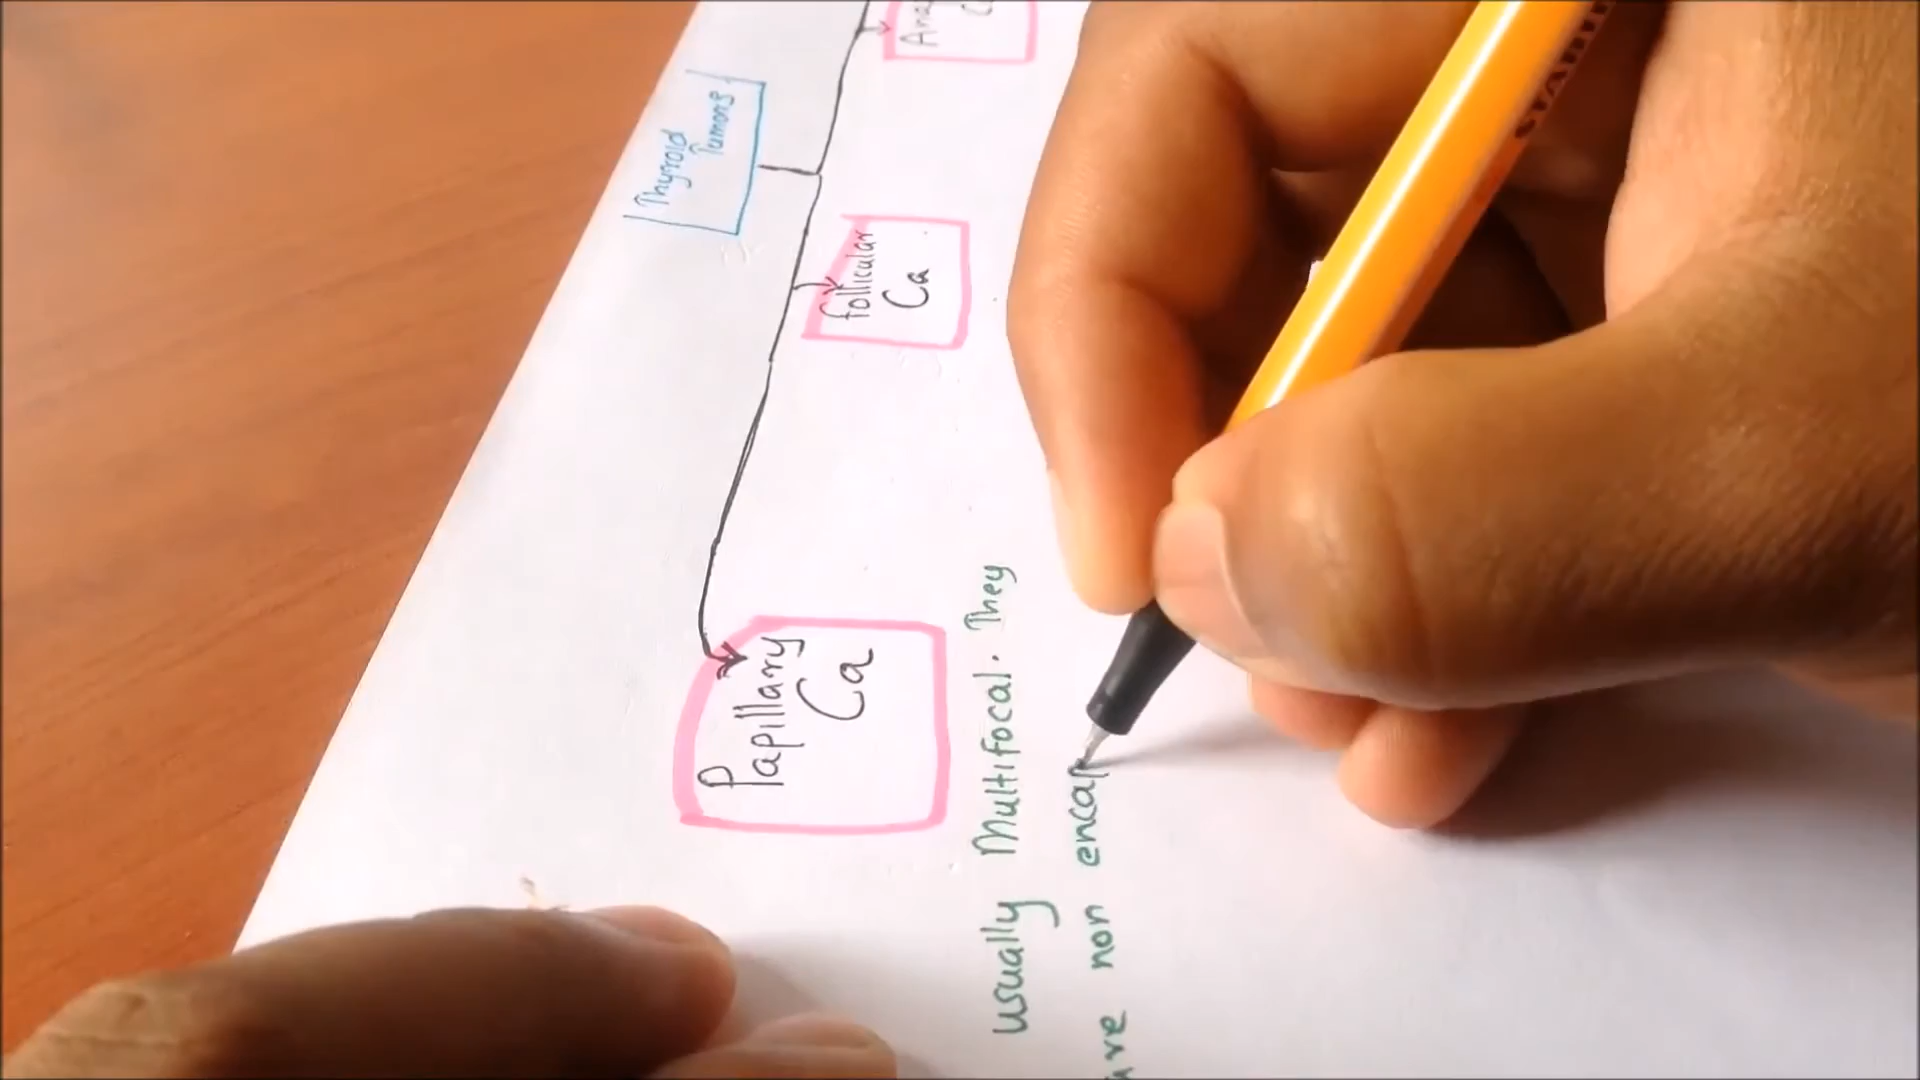 Thyroid
Tumors
Papillary
Ca
follicular
Ca
usually Multifocal. They
are non encap